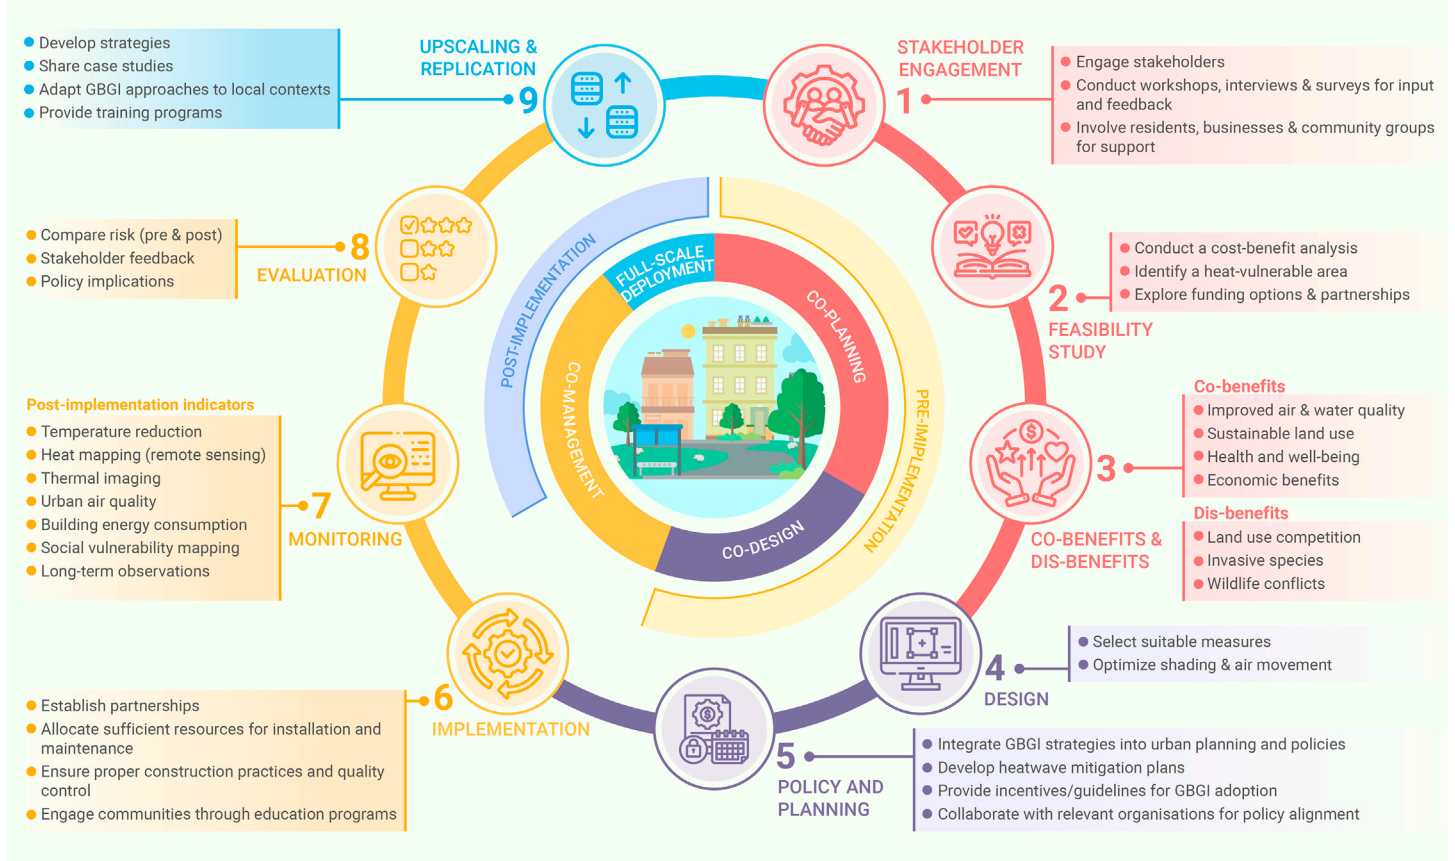 STAKEHOLDER
ENGAGEMENT
1
Engage stakeholders
Conduct workshops, interviews & surveys for input
and feedback
Involve residents, businesses & community groups
for support
2
FEASIBILITY
STUDY
Conduct a cost-benefit analysis
Identify a heat-vulnerable area
Explore funding options & partnerships
3
CO-BENEFITS &
DIS-BENEFITS
Co-benefits
Improved air & water quality
Sustainable land use
Health and well-being
Economic benefits
Dis-benefits
Land use competition
Invasive species
Wildlife conflicts
4
DESIGN
Select suitable measures
Optimize shading & air movement
5
POLICY AND
PLANNING
Integrate GBGI strategies into urban planning and policies
Develop heatwave mitigation plans
Provide incentives/guidelines for GBGI adoption
Collaborate with relevant organisations for policy alignment
6
IMPLEMENTATION
Establish partnerships
Allocate sufficient resources for installation and
maintenance
Ensure proper construction practices and quality
control
Engage communities through education programs
7
MONITORING
Post-implementation indicators
Temperature reduction
Heat mapping (remote sensing)
Thermal imaging
Urban air quality
Building energy consumption
Social vulnerability mapping
Long-term observations
8
EVALUATION
Compare risk (pre & post)
Stakeholder feedback
Policy implications
UPSCALING &
REPLICATION
9
Develop strategies
Share case studies
Adapt GBGI approaches to local contexts
Provide training programs
POST-IMPLEMENTATION
PRE-IMPLEMENTATION
FULL-SCALE
DEPLOYMENT
CO-PLANNING
CO-DESIGN
CO-MANAGEMENT